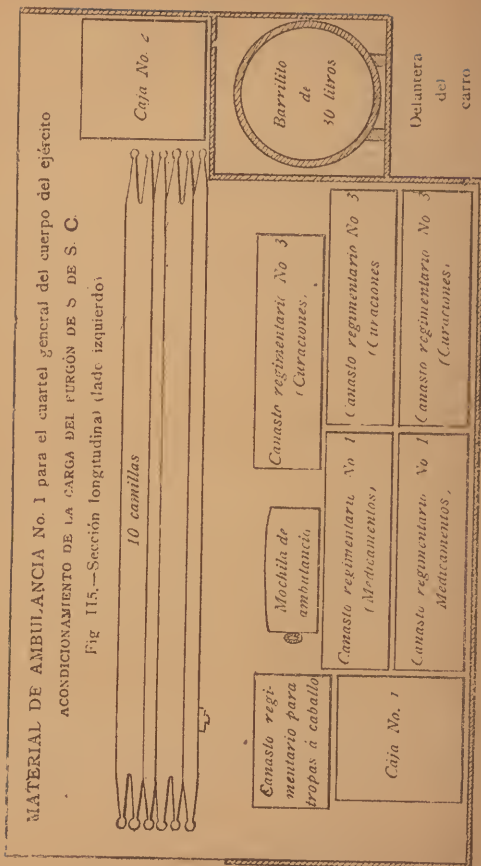 MATERIAL DE AMBULANCIA No. 1 para el cuartel general del cuerpo del ejército
ACONDICIONAMIENTO DE LA CARGA DEL FURGÓN DE S DE S. C.
Fig 115.—Sección longitudinal (lado izquierdo)
10 camillas
Caja No. 2
Canasto regi-
mentario para
tropas á caballo
Mochila de
ambulancia
Canasto regimentario No 3
(Curaciones.
Barrilito
de
30 litros
Caja No. 1
Canasto regimentario No 1
(Medicamentos)
Canasto regimentario No 3
(Curaciones
Canasto regimentario No 1
Medicamentos,
Canasto regimentario No 3
(Curaciones,
Delantera
del
carro